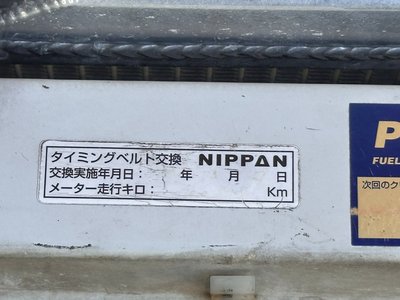 タイミングベルト交換 NIPPAN
交換実施年月日： 年 月 日
メーター走行キロ： Km
P
FUEL
次回のク